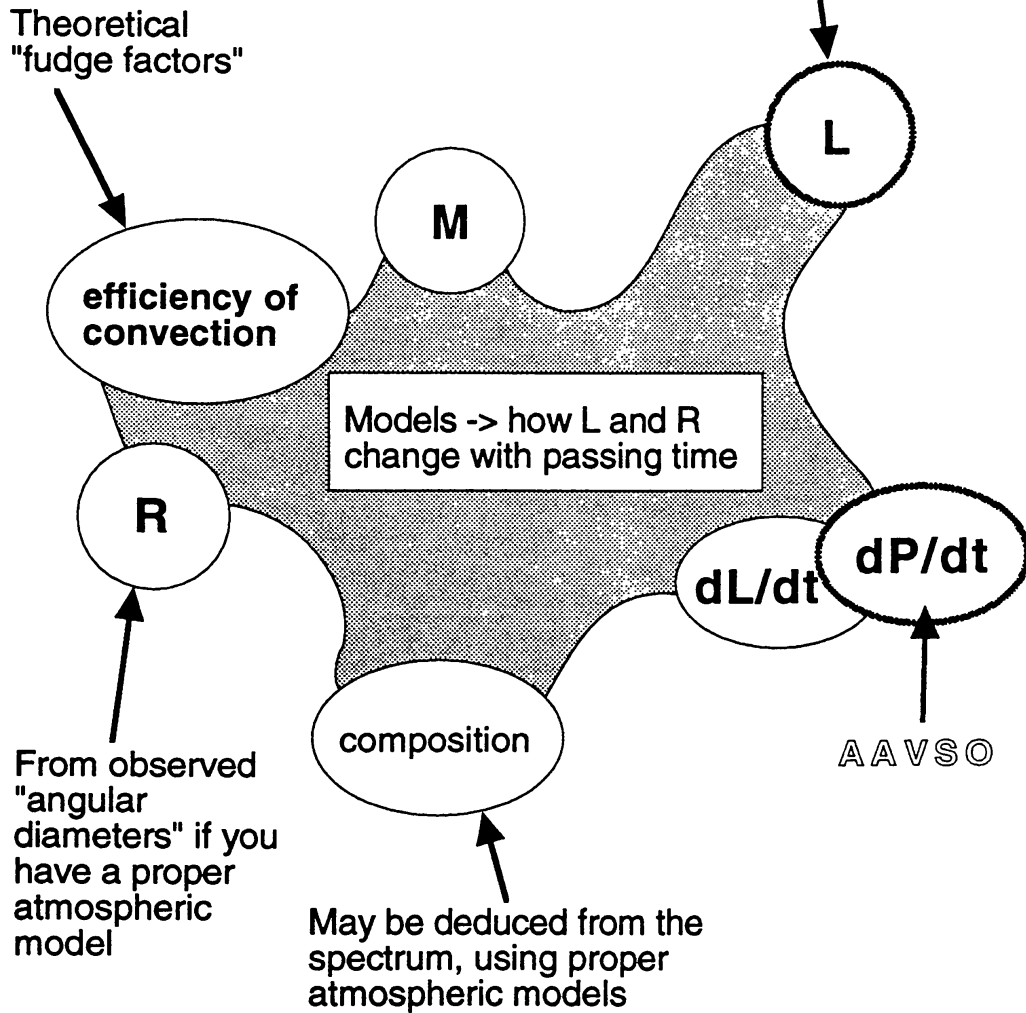 Theoretical
"fudge factors"
L
M
efficiency of
convection
Models -> how L and R
change with passing time
R
dL/dt
dP/dt
composition
AAVSO
From observed
"angular
diameters" if you
have a proper
atmospheric
model
May be deduced from the
spectrum, using proper
atmospheric models